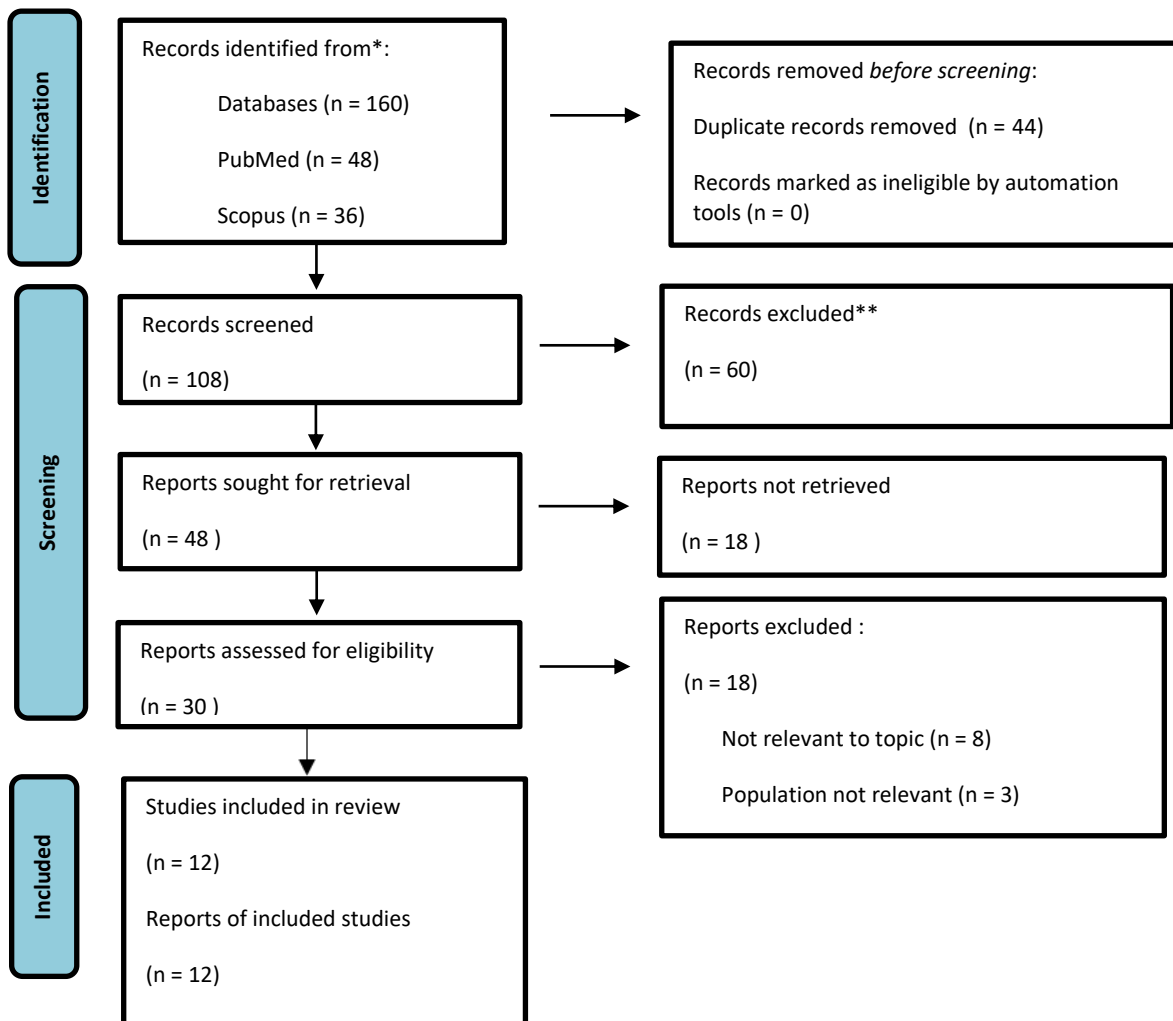 Identification
Records identified from*:
Databases (n = 160)
PubMed (n = 48)
Scopus (n = 36)
Records removed before screening:
Duplicate records removed  (n = 44)
Records marked as ineligible by automation
tools (n = 0)
Screening
Records screened
(n = 108)
Records excluded**
(n = 60)
Reports sought for retrieval
(n = 48 )
Reports not retrieved
(n = 18 )
Reports assessed for eligibility
(n = 30 )
Reports excluded :
(n = 18)
Not relevant to topic (n = 8)
Population not relevant (n = 3)
Included
Studies included in review
(n = 12)
Reports of included studies
(n = 12)